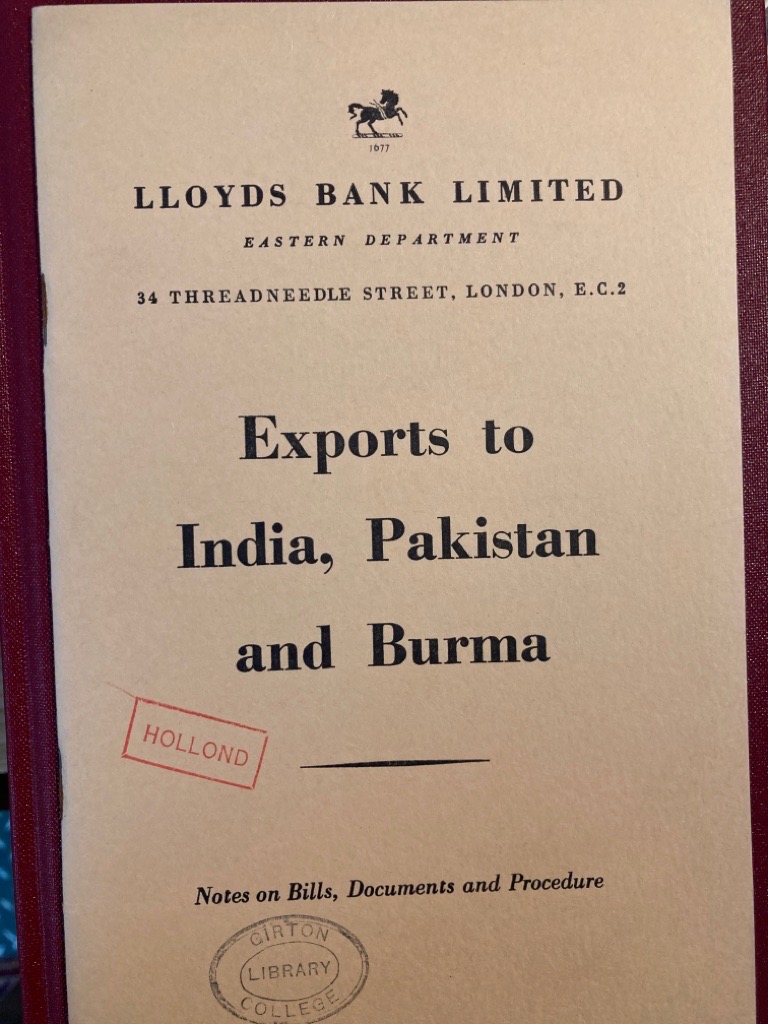 1677
LLOYDS BANK LIMITED
EASTERN DEPARTMENT
34 THREADNEEDLE STREET, LONDON, E.C.2
Exports to
India, Pakistan
and Burma
HOLLOND
Notes on Bills, Documents and Procedure
GIRTON
LIBRARY
COLLEGE